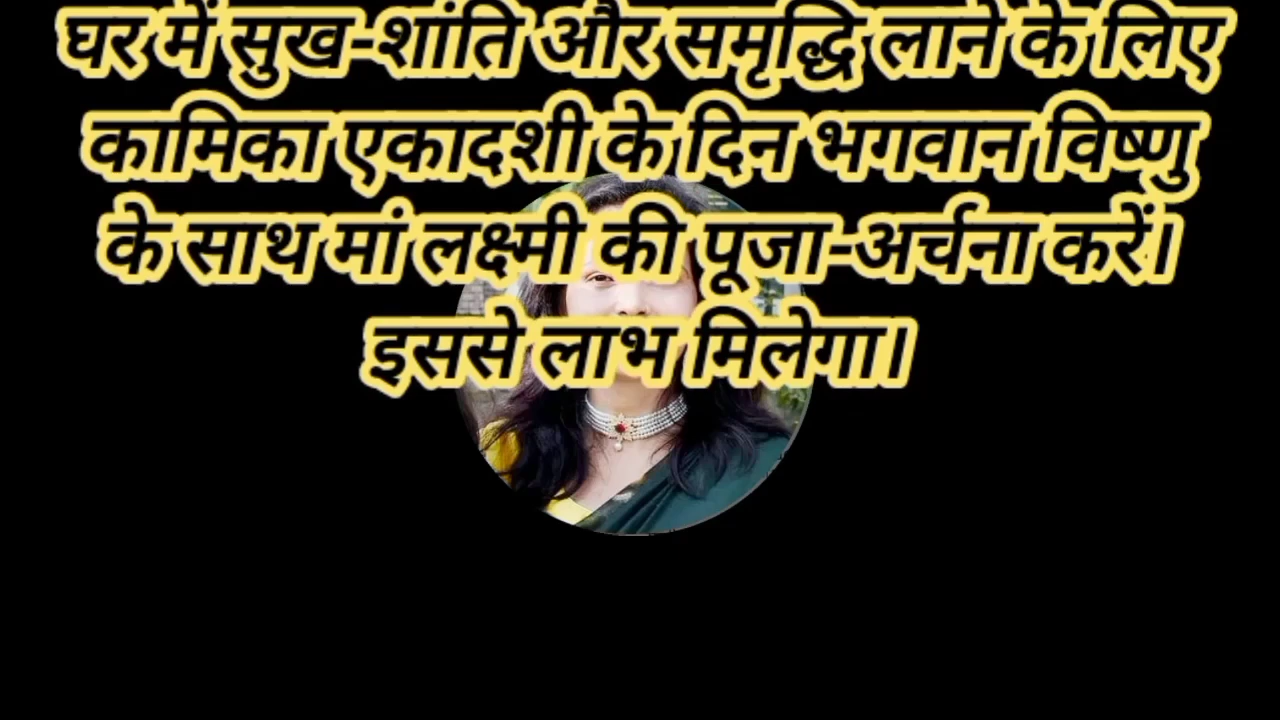 घर में सुख-शांति और समृद्धि लाने के लिए
कामिका एकादशी के दिन भगवान विष्णु
के साथ मां लक्ष्मी की पूजा-अर्चना करें।
इससे लाभ मिलेगा।